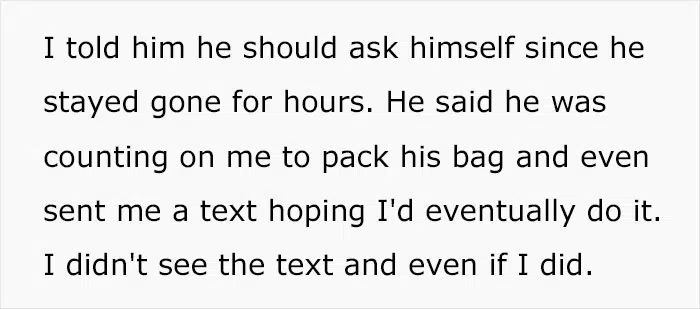 I told him he should ask himself since he
stayed gone for hours. He said he was
counting on me to pack his bag and even
sent me a text hoping I'd eventually do it.
I didn't see the text and even if I did.